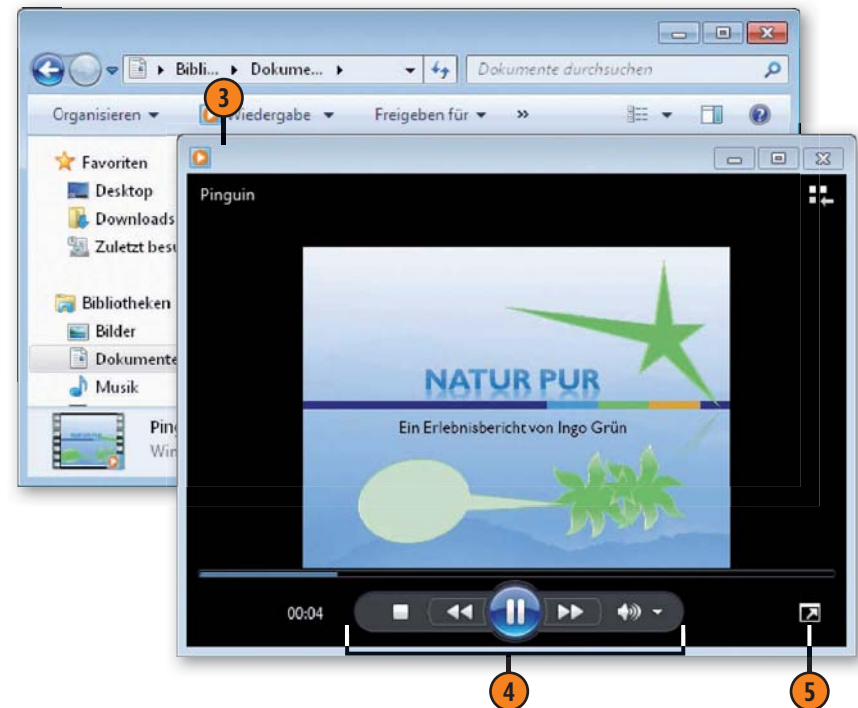 Bibli... Dokume... Dokumente durchsuchen
3
Organisieren Wiedergabe Freigeben für »
Favoriten
Desktop
Downloads
Zuletzt besu
Bibliotheken
Bilder
Dokumente
Musik
Pin
Win
Pinguin
NATUR PUR
Ein Erlebnisbericht von Ingo Grün
00:04
4
5